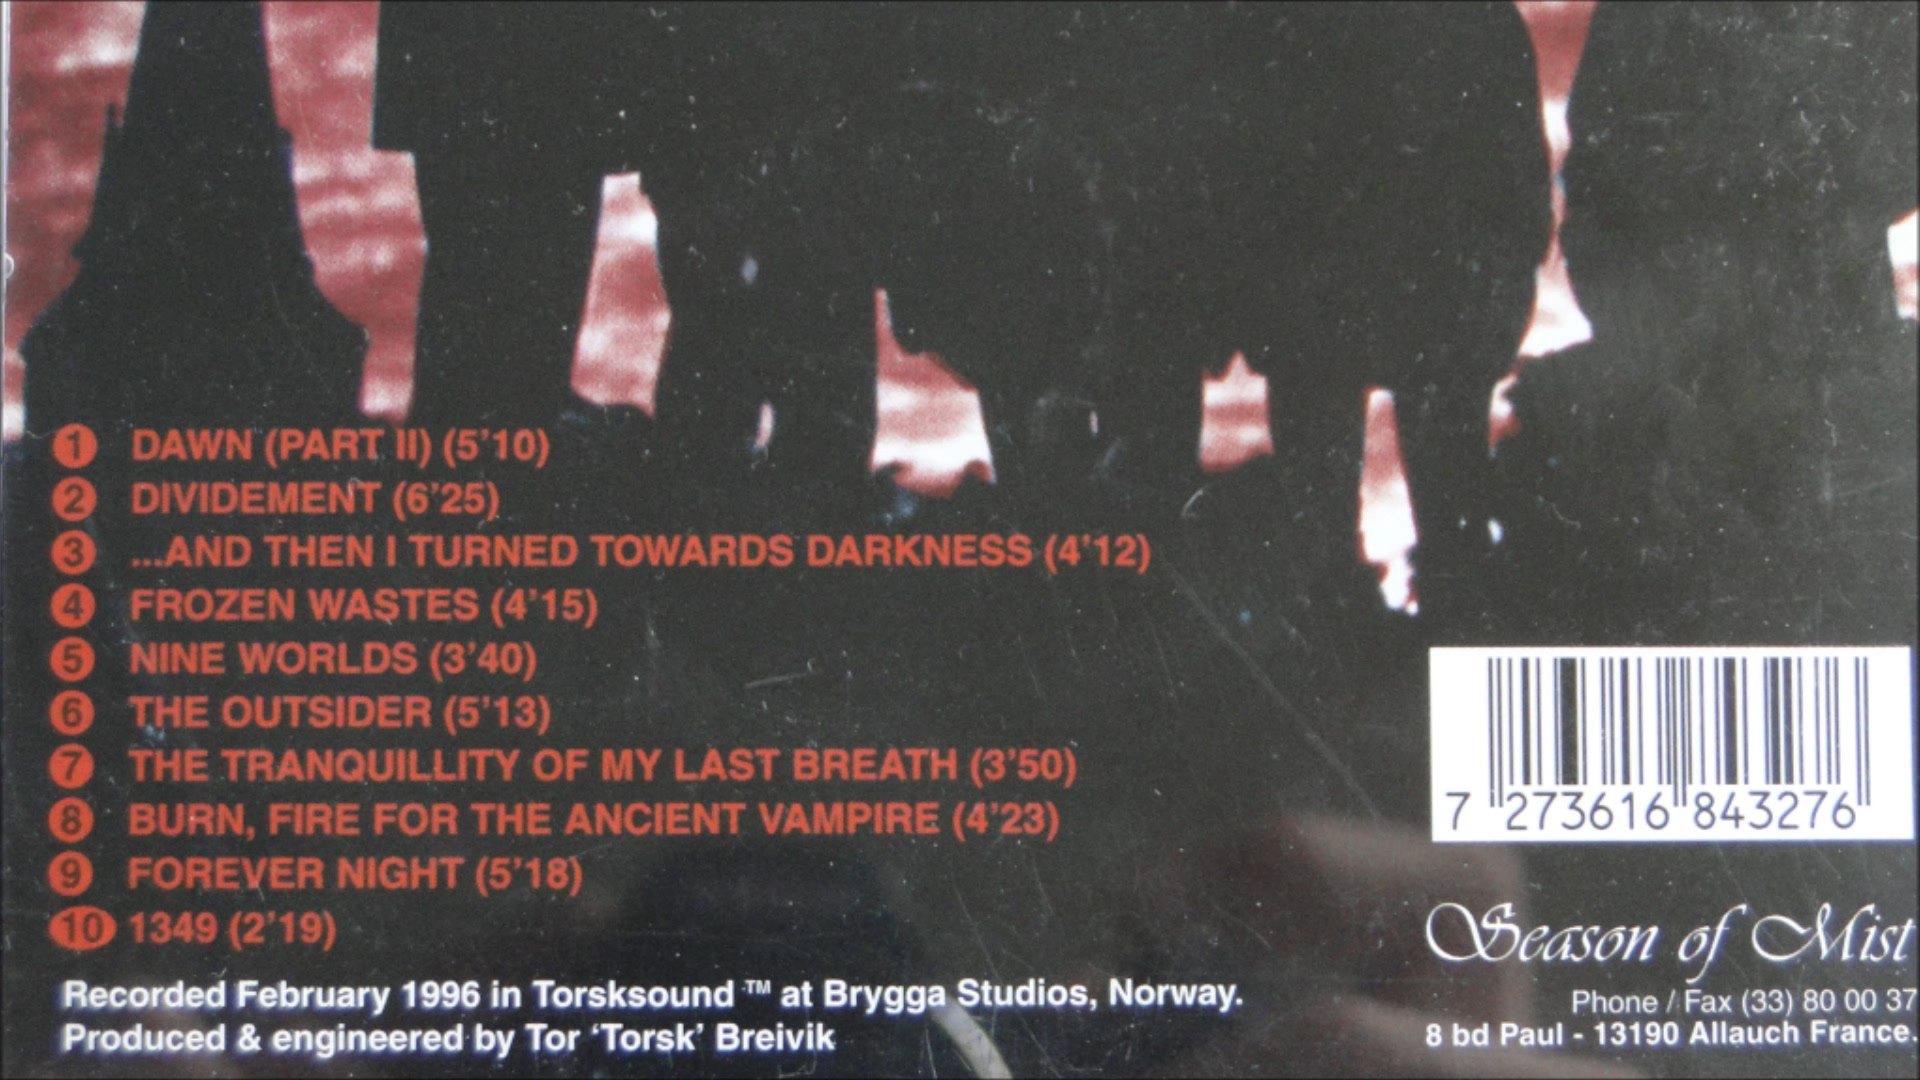 1 DAWN (PART II) (5'10)
2 DIVIDEMENT (6'25)
3 ...AND THEN I TURNED TOWARDS DARKNESS (4'12)
4 FROZEN WASTES (4'15)
5 NINE WORLDS (3'40)
6 THE OUTSIDER (5'13)
7 THE TRANQUILLITY OF MY LAST BREATH (3'50)
8 BURN, FIRE FOR THE ANCIENT VAMPIRE (4'23)
9 FOREVER NIGHT (5'18)
10 1349 (2'19)
Recorded February 1996 in Torsksound ™ at Brygga Studios, Norway.
Produced & engineered by Tor ‘Torsk’ Breivik
7 273616 843276
Season of Mist
Phone / Fax (33) 80 00 37
8 bd Paul - 13190 Allauch France.